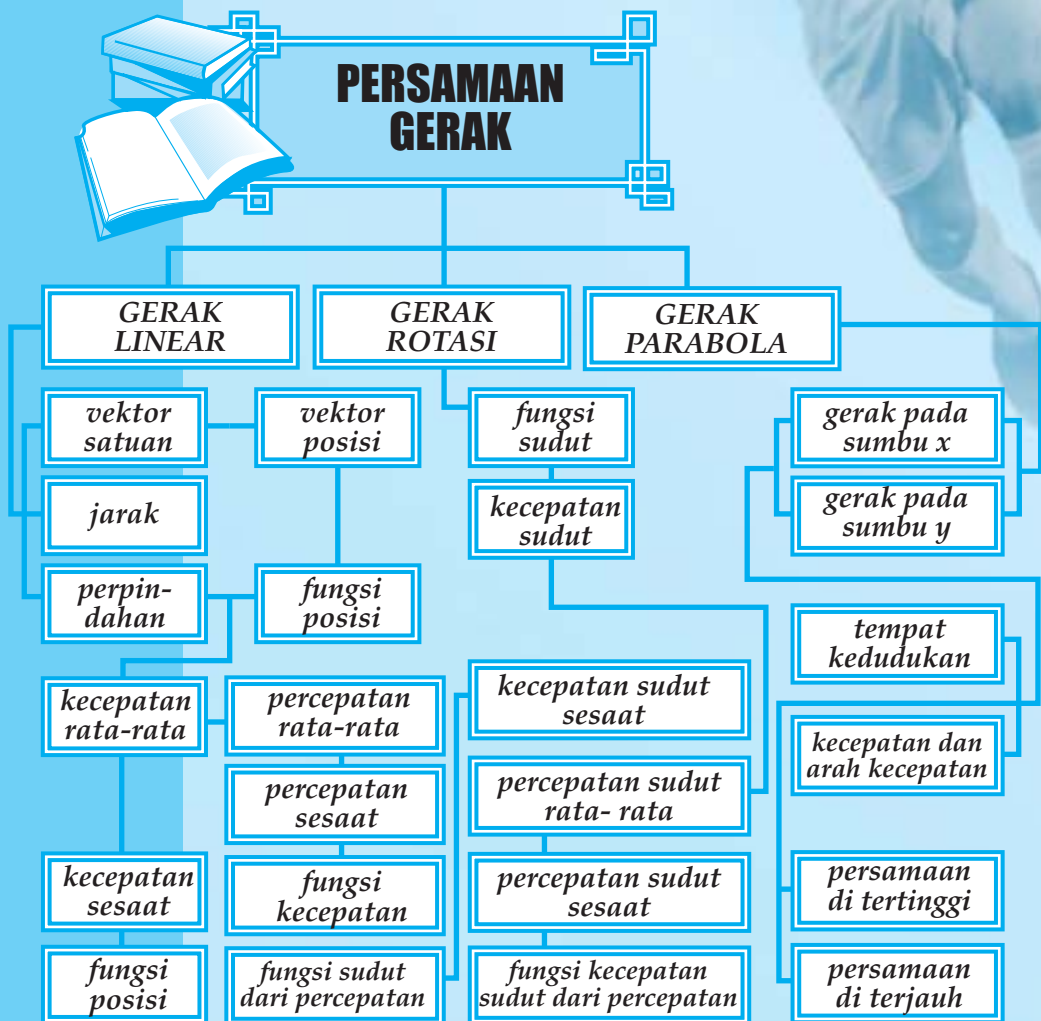 PERSAMAAN
GERAK
GERAK
LINEAR
GERAK
ROTASI
GERAK
PARABOLA
vektor
satuan
vektor
posisi
fungsi
sudut
gerak pada
sumbu x
jarak
kecepatan
sudut
gerak pada
sumbu y
perpin-
dahan
fungsi
posisi
tempat
kedudukan
kecepatan
rata-rata
percepatan
rata-rata
kecepatan sudut
sesaat
kecepatan dan
arah kecepatan
percepatan
sesaat
percepatan sudut
rata- rata
kecepatan
sesaat
fungsi
kecepatan
percepatan sudut
sesaat
persamaan
di tertinggi
fungsi
posisi
fungsi sudut
dari percepatan
fungsi kecepatan
sudut dari percepatan
persamaan
di terjauh